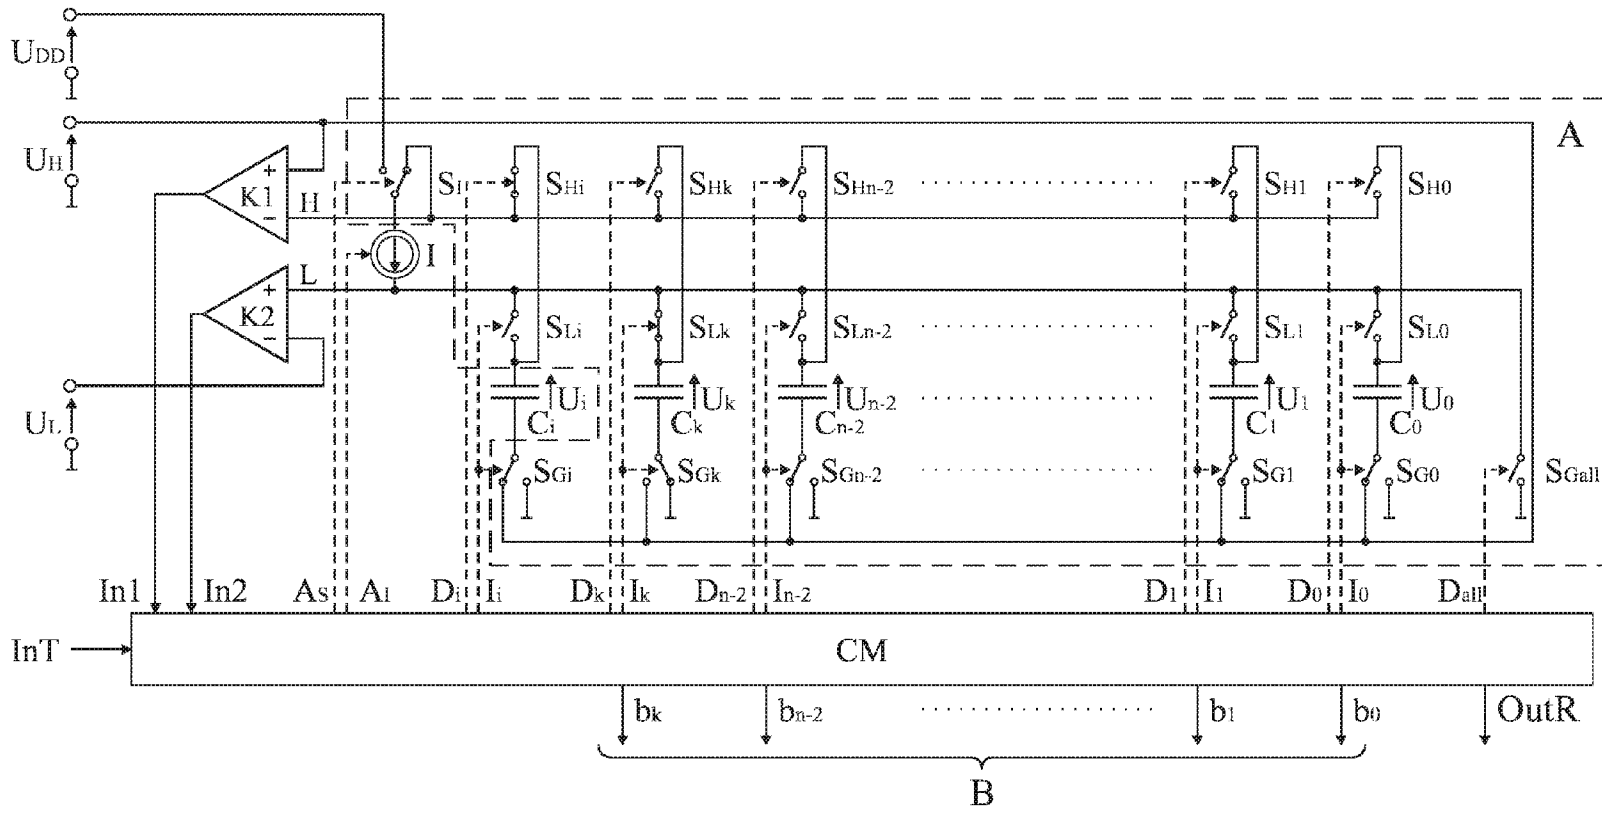 UDD
UH
A
K1
+
−
H
SI
SHi
SHk
SHn-2
SH1
SH0
I
L
K2
+
−
SLi
SLk
SLn-2
SL1
SL0
UL
Ui
Uk
Un-2
U1
U0
Ci
Ck
Cn-2
C1
C0
SGi
SGk
SGn-2
SG1
SG0
SGall
In1 In2 AS AI Di Ii Dk Ik Dn-2 In-2 D1 I1 D0 I0 Dall
InT
CM
bk bn-2 b1 b0 OutR
B